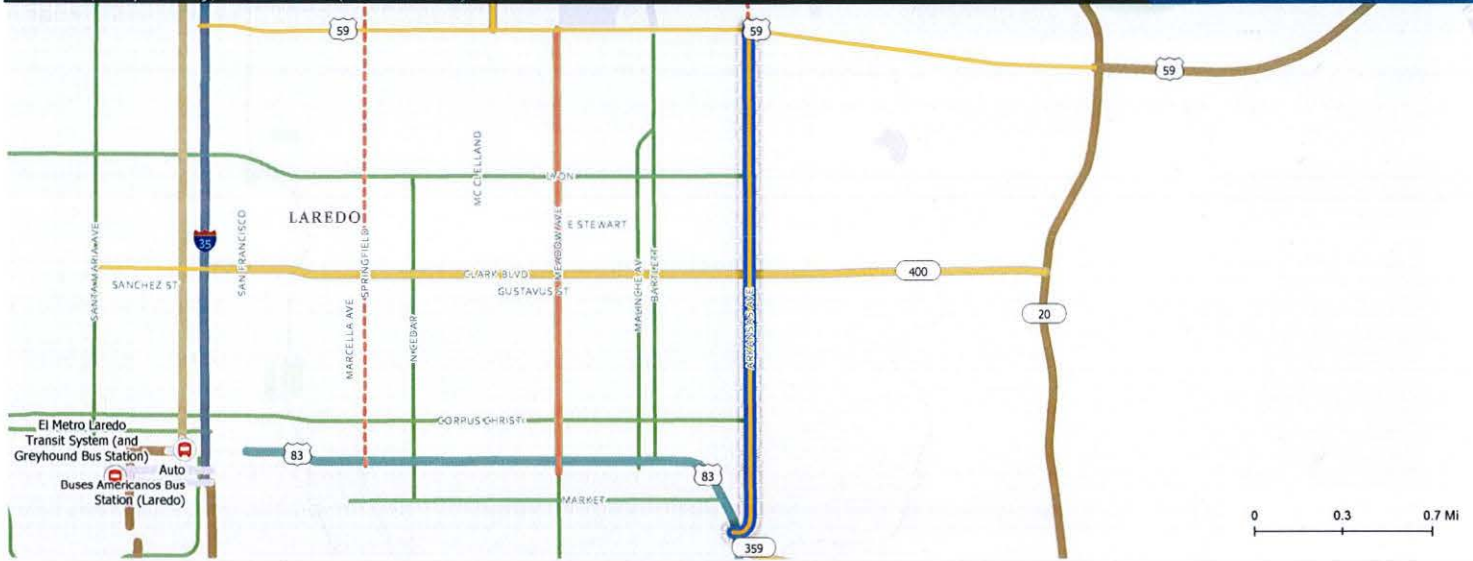 59
59
59
MC CLELLAND
LYON
LAREDO
E STEWART
35
SAN FRANCISCO
SANTA MARIA AVE
SPRINGFIELD
MEADOW AVE
CLARK BLVD
400
SANCHEZ ST
GUSTAVUS ST
MALINCHE AV
BARTLETT
20
MARCELLA AVE
N CEDAR
ARKANSAS AVE
CORPUS CHRISTI
El Metro Laredo
Transit System (and
Greyhound Bus Station)
Auto
Buses Americanos Bus
Station (Laredo)
83
83
MARKET
359
0 0.3 0.7 Mi